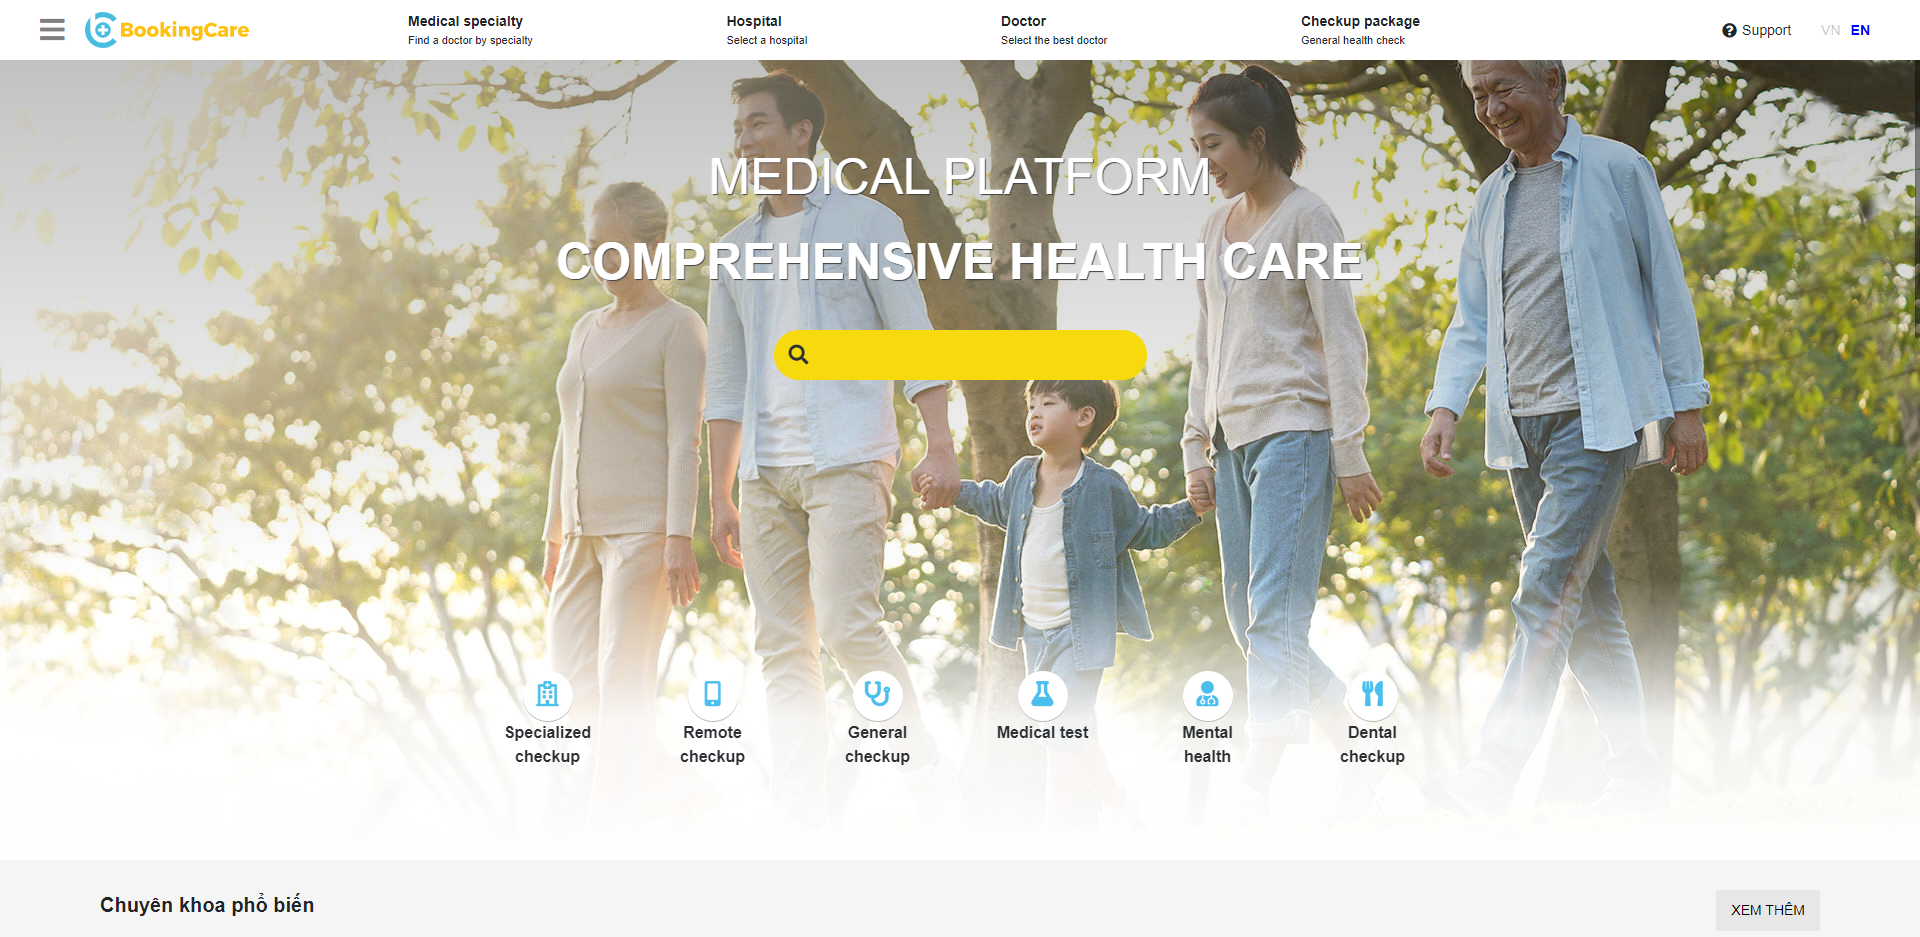 BookingCare
Medical specialty
Find a doctor by specialty
Hospital
Select a hospital
Doctor
Select the best doctor
Checkup package
General health check
Support
VN EN
MEDICAL PLATFORM
COMPREHENSIVE HEALTH CARE
Specialized
checkup
Remote
checkup
General
checkup
Medical test
Mental
health
Dental
checkup
Chuyên khoa phổ biến
XEM THÊM